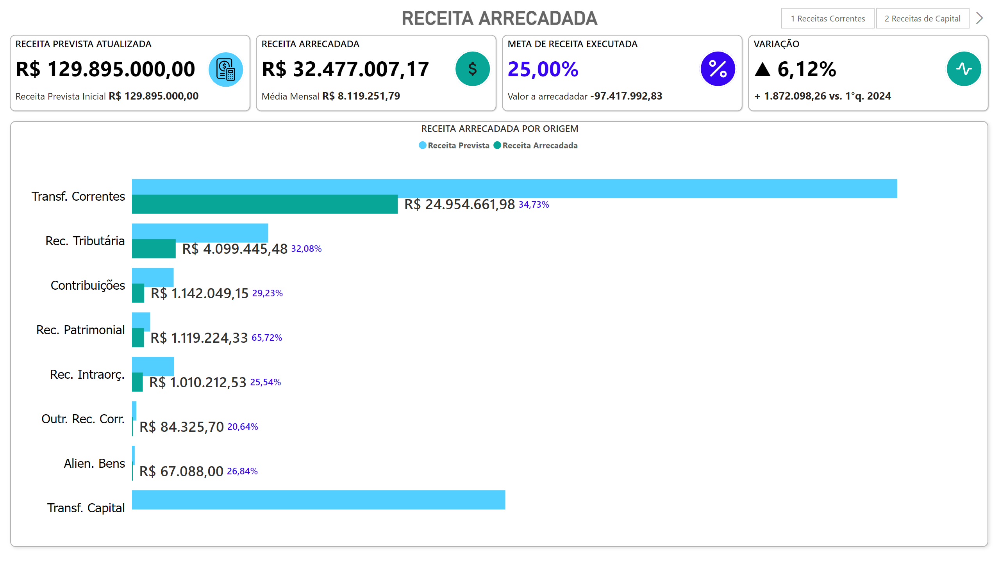 RECEITA ARRECADADA
1 Receitas Correntes
2 Receitas de Capital
RECEITA PREVISTA ATUALIZADA
R$ 129.895.000,00
Receita Prevista Inicial R$ 129.895.000,00
RECEITA ARRECADADA
R$ 32.477.007,17
Média Mensal R$ 8.119.251,79
META DE RECEITA EXECUTADA
25,00%
Valor a arrecadadar -97.417.992,83
VARIAÇÃO
▲ 6,12%
+ 1.872.098,26 vs. 1°q. 2024
RECEITA ARRECADADA POR ORIGEM
Receita Prevista Receita Arrecadada
Transf. Correntes
R$ 24.954.661,98 34,73%
Rec. Tributária
R$ 4.099.445,48 32,08%
Contribuições
R$ 1.142.049,15 29,23%
Rec. Patrimonial
R$ 1.119.224,33 65,72%
Rec. Intraorç.
R$ 1.010.212,53 25,54%
Outr. Rec. Corr.
R$ 84.325,70 20,64%
Alien. Bens
R$ 67.088,00 26,84%
Transf. Capital